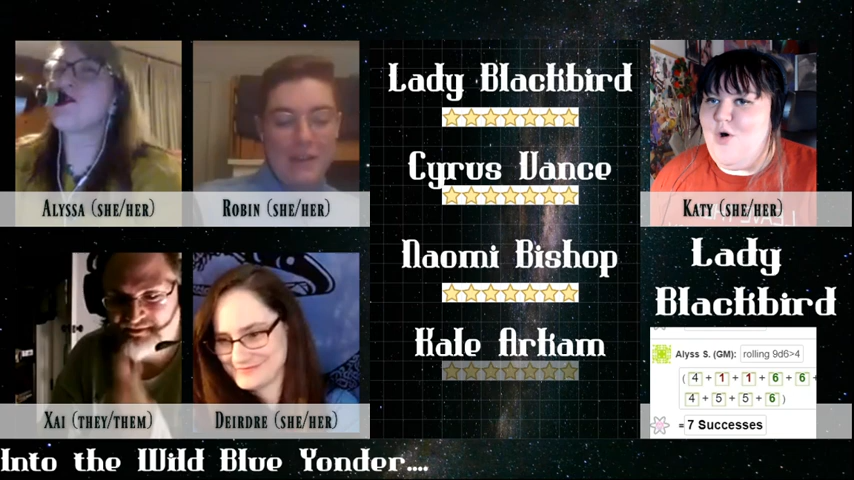 Lady Blackbird
Cyrus Vance
Naomi Bishop
Kale Arkam
Alyssa (she/her)
Robin (she/her)
Katy (she/her)
Xai (they/them)
Deirdre (she/her)
Lady
Blackbird
Alyss S. (GM): rolling 9d6>4
( 4 + 1 + 1 + 6 + 6 +
4 + 5 + 5 + 6 )
= 7 Successes
Into the Wild Blue Yonder....